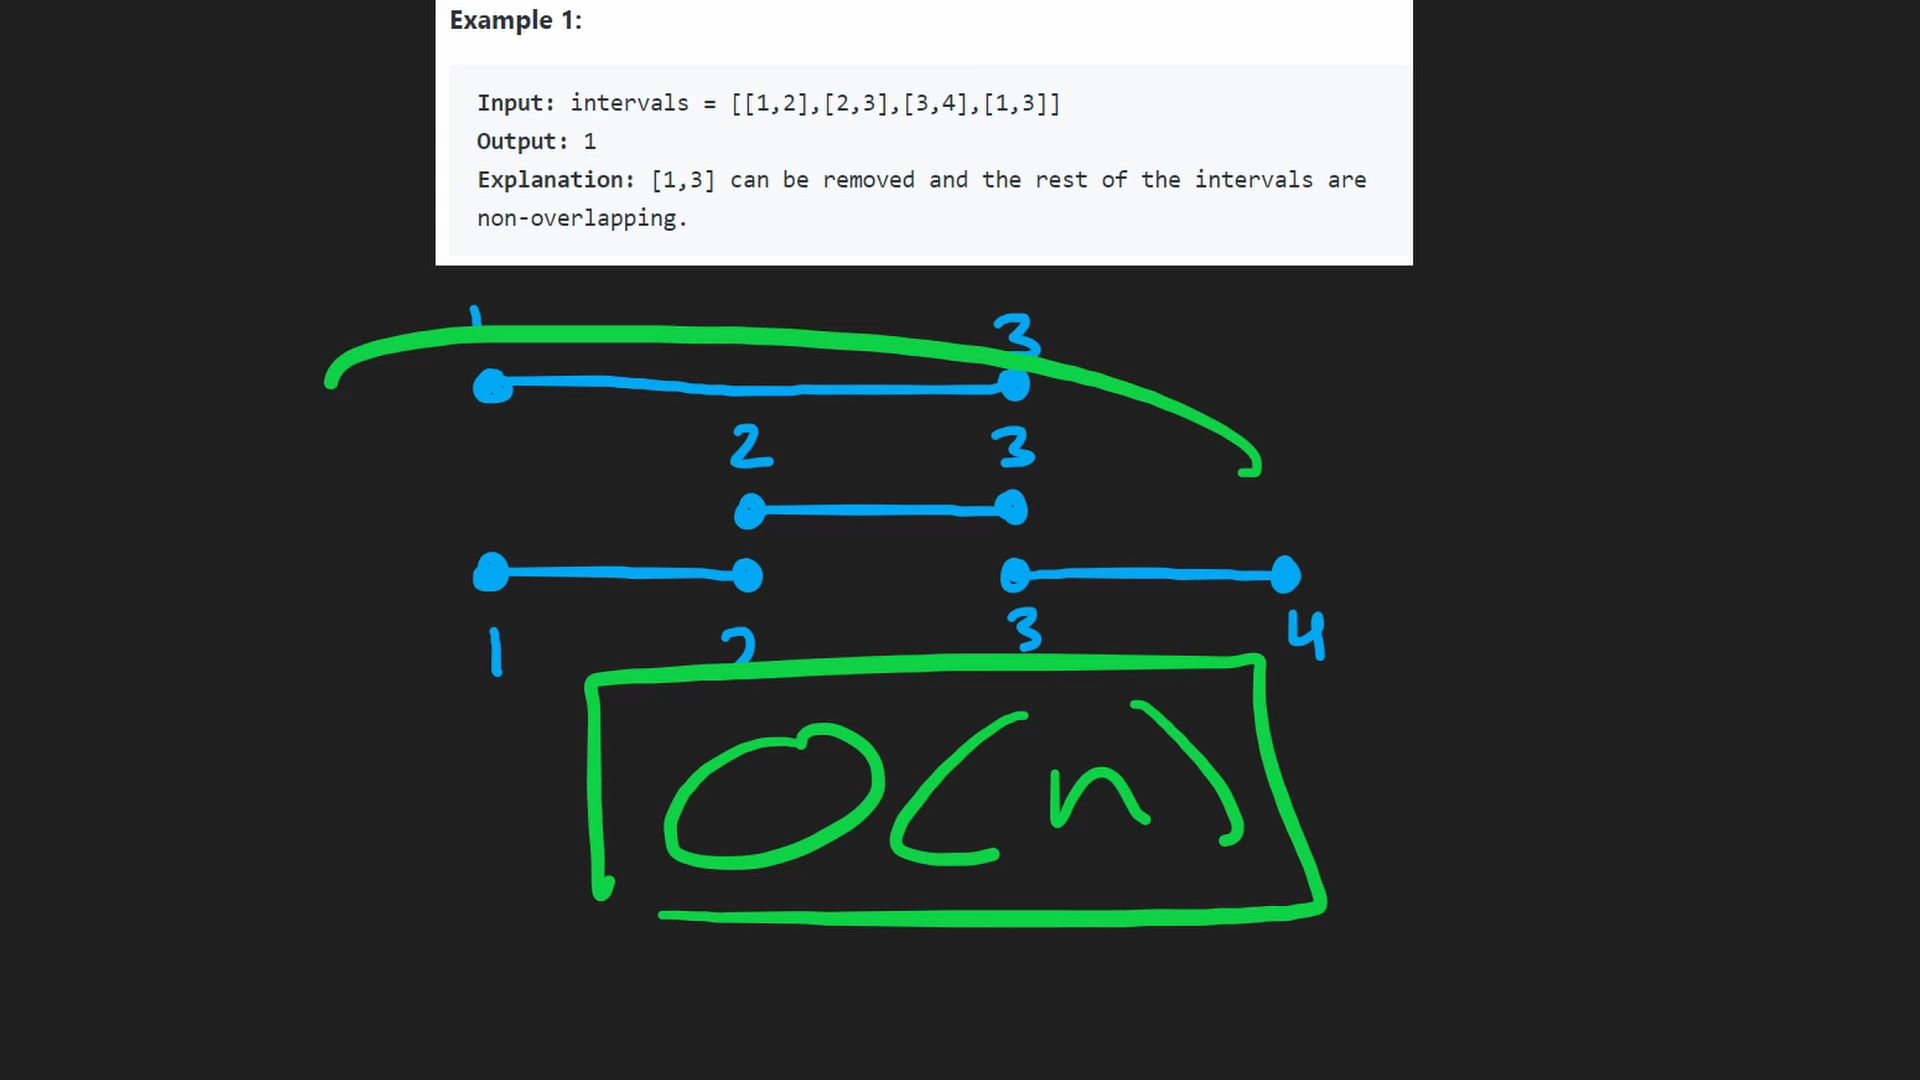 Example 1:
Input: intervals = [[1,2],[2,3],[3,4],[1,3]]
Output: 1
Explanation: [1,3] can be removed and the rest of the intervals are
non-overlapping.
1 3
2 3
1 2 3 4
O(n)